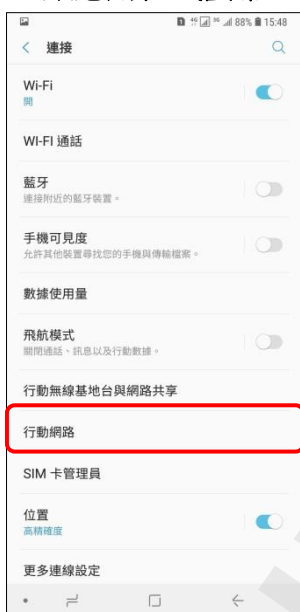 4G 3G 88% 15:48
連接
Wi-Fi
開
WI-FI 通話
藍牙
連接附近的藍牙裝置。
手機可見度
允許其他裝置尋找您的手機與傳輸檔案。
數據使用量
飛航模式
關閉通話、訊息以及行動數據。
行動無線基地台與網路共享
行動網路
SIM 卡管理員
位置
高精確度
更多連線設定